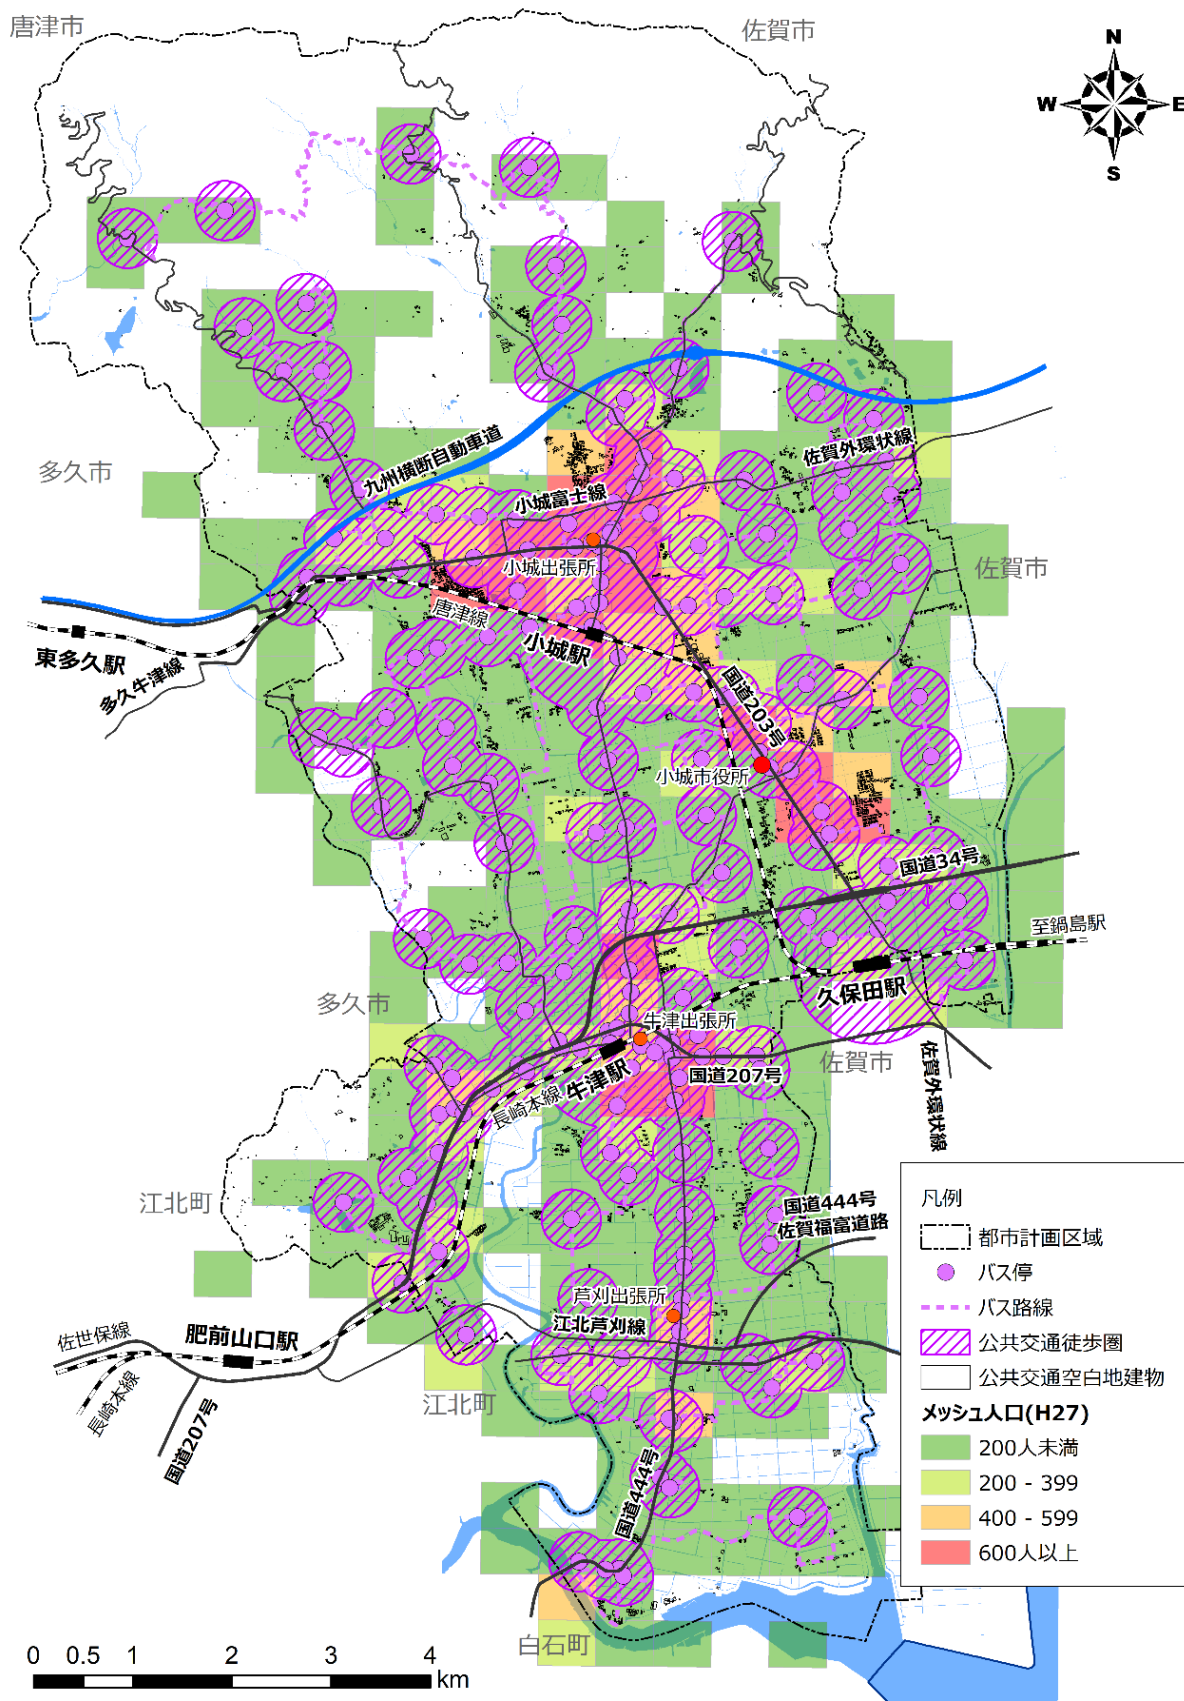 唐津市
佐賀市
N
W
E
S
多久市
九州横断自動車道
佐賀外環状線
小城富士線
小城出張所
佐賀市
唐津線
小城駅
東多久駅
多久牛津線
国道203号
小城市役所
国道34号
至鍋島駅
久保田駅
多久市
牛津出張所
佐賀市
牛津駅
国道207号
長崎本線
佐賀外環状線
江北町
国道444号
佐賀福富道路
芦刈出張所
江北芦刈線
佐世保線
肥前山口駅
長崎本線
国道207号
江北町
国道444号
白石町
凡例
都市計画区域
バス停
バス路線
公共交通徒歩圏
公共交通空白地建物
メッシュ人口(H27)
200人未満
200 - 399
400 - 599
600人以上
0 0.5 1 2 3 4
km